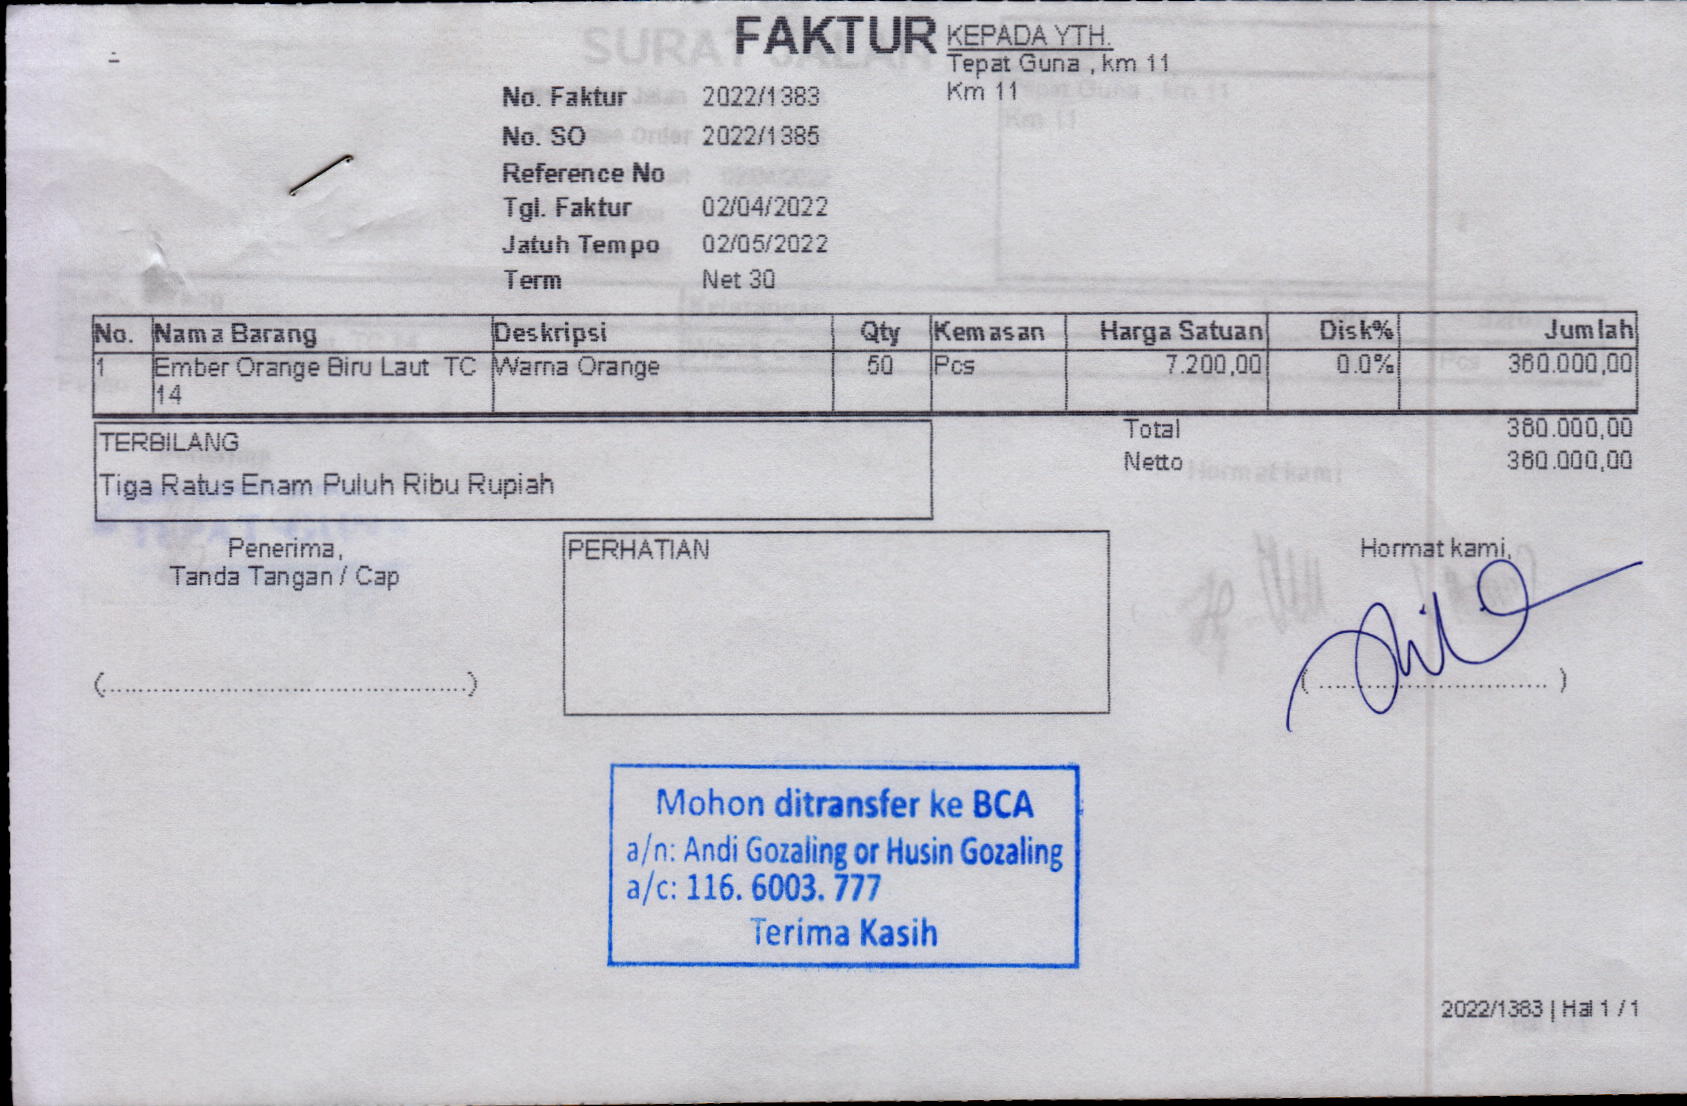 FAKTUR
KEPADA YTH.
Tepat Guna , km 11
Km 11
No. Faktur 2022/1383
No. SO 2022/1385
Reference No
Tgl. Faktur 02/04/2022
Jatuh Tempo 02/05/2022
Term Net 30
No. Nama Barang Deskripsi Qty Kemasan Harga Satuan Disk% Jumlah
1 Ember Orange Biru Laut TC Warna Orange 50 Pcs 7.200,00 0.0% 360.000,00
14
Total 360.000,00
Netto 360.000,00
TERBILANG
Tiga Ratus Enam Puluh Ribu Rupiah
Penerima,
Tanda Tangan / Cap
PERHATIAN
Hormat kami,
(..............................................)
( ............................. )
Mohon ditransfer ke BCA
a/n: Andi Gozaling or Husin Gozaling
a/c: 116. 6003. 777
Terima Kasih
2022/1383 | Hal 1 / 1